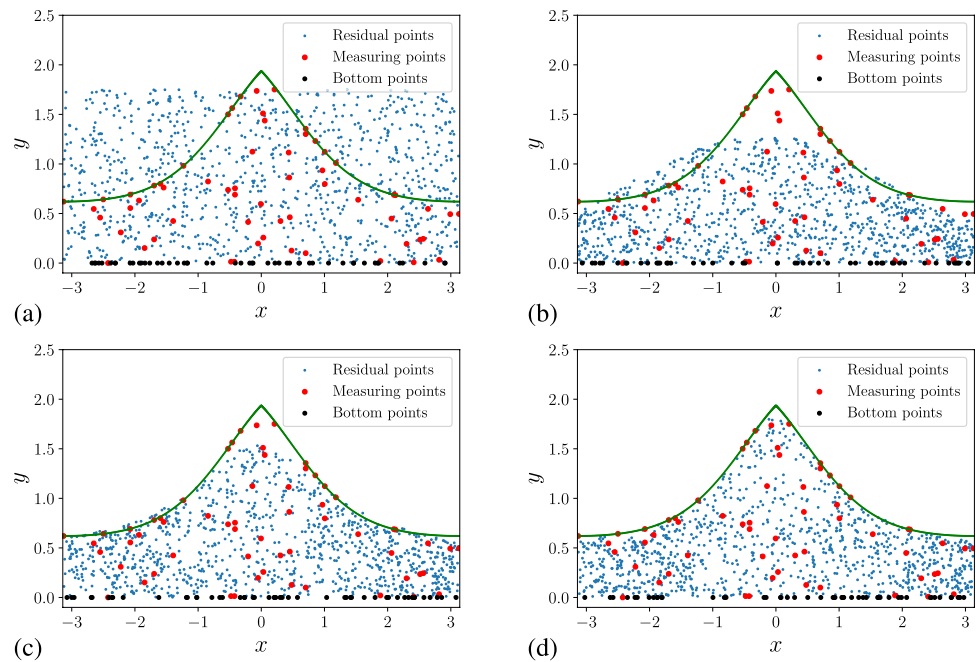 2.5
2.0
1.5
1.0
0.5
0.0
y
Residual points
Measuring points
Bottom points
−3 −2 −1 0 1 2 3
x
(a)
2.5
2.0
1.5
1.0
0.5
0.0
y
Residual points
Measuring points
Bottom points
−3 −2 −1 0 1 2 3
x
(b)
2.5
2.0
1.5
1.0
0.5
0.0
y
Residual points
Measuring points
Bottom points
−3 −2 −1 0 1 2 3
x
(c)
2.5
2.0
1.5
1.0
0.5
0.0
y
Residual points
Measuring points
Bottom points
−3 −2 −1 0 1 2 3
x
(d)